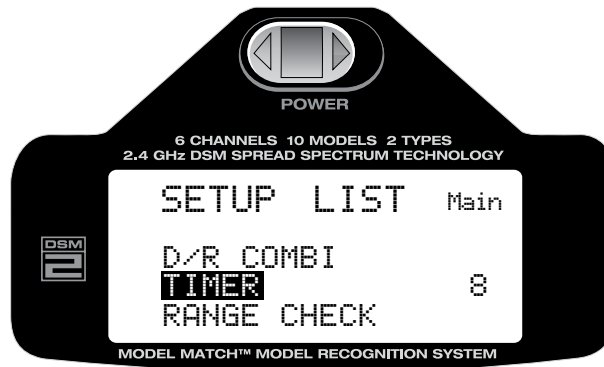 POWER
6 CHANNELS 10 MODELS 2 TYPES
2.4 GHz DSM SPREAD SPECTRUM TECHNOLOGY
SETUP LIST Main
DSM
2
D/R COMBI
TIMER 8
RANGE CHECK
MODEL MATCH™ MODEL RECOGNITION SYSTEM